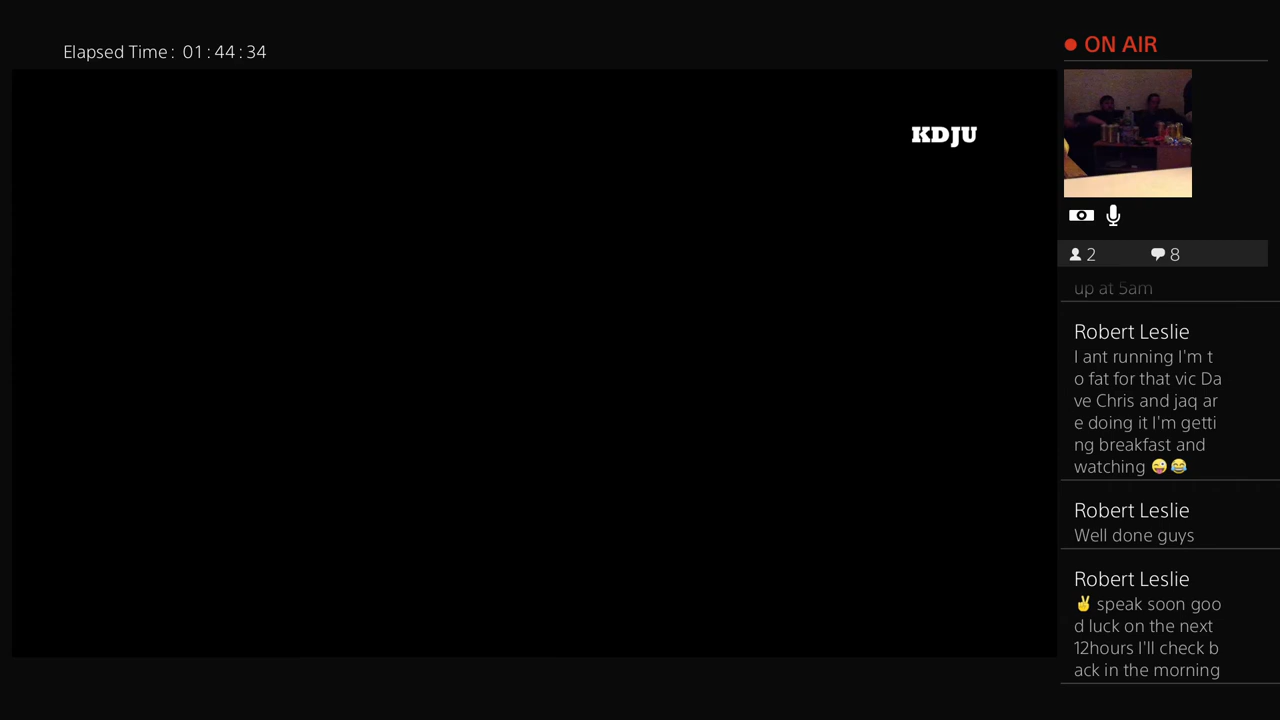 Elapsed Time: 01:44:34
ON AIR
KDJU
2 8
up at 5am
Robert Leslie
I ant running I'm t
o fat for that vic Da
ve Chris and jaq ar
e doing it I'm getti
ng breakfast and
watching 😜😂
Robert Leslie
Well done guys
Robert Leslie
✌ speak soon goo
d luck on the next
12hours I'll check b
ack in the morning